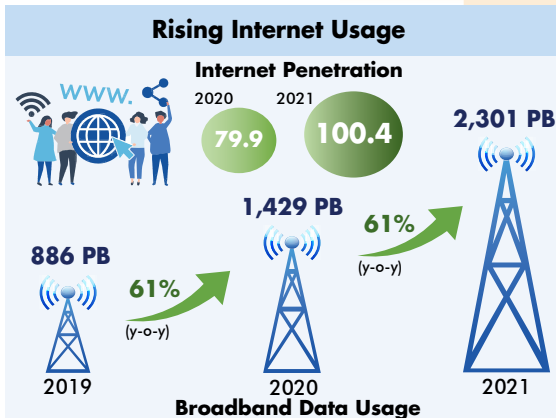 Rising Internet Usage
Internet Penetration
www.
2020
2021
79.9
100.4
2,301 PB
1,429 PB
886 PB
61%
(y-o-y)
61%
(y-o-y)
2019
2020
2021
Broadband Data Usage